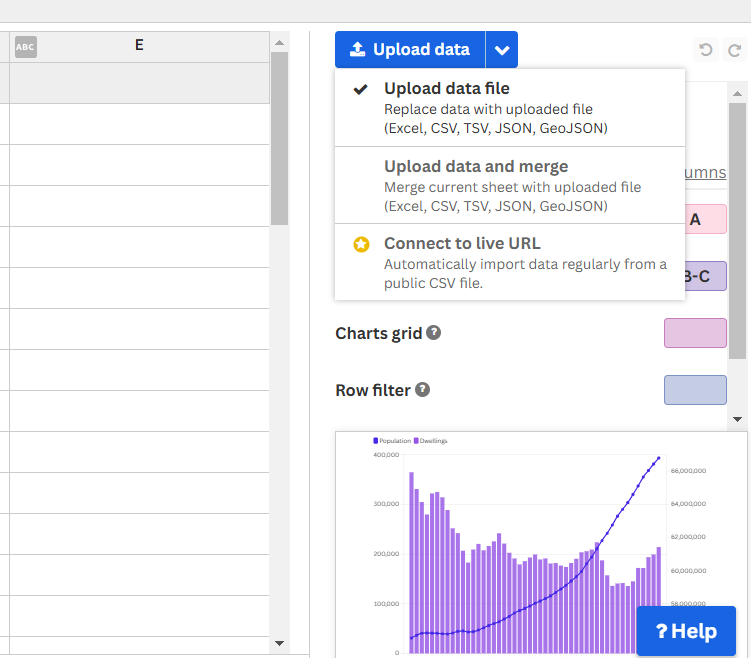 ABC
E
Upload data
Upload data file
Replace data with uploaded file
(Excel, CSV, TSV, JSON, GeoJSON)
Upload data and merge
Merge current sheet with uploaded file
(Excel, CSV, TSV, JSON, GeoJSON)
Connect to live URL
Automatically import data regularly from a
public CSV file.
umns
A
B-C
Charts grid ?
Row filter ?
Population Dwellings
400,000
300,000
200,000
100,000
0
66,000,000
64,000,000
62,000,000
60,000,000
58,000,000
? Help